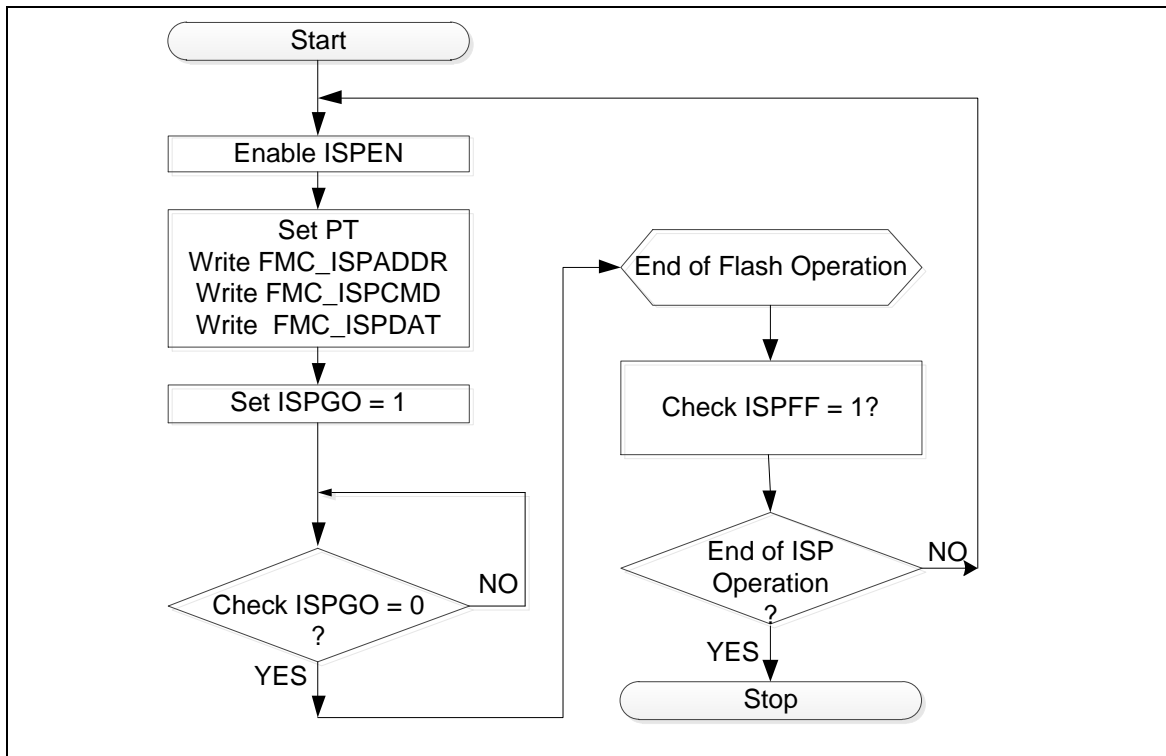 Start
Enable ISPEN
Set PT
Write FMC_ISPADDR
Write FMC_ISPCMD
Write FMC_ISPDAT
Set ISPGO = 1
Check ISPGO = 0
?
NO
YES
End of Flash Operation
Check ISPFF = 1?
End of ISP
Operation
?
NO
YES
Stop